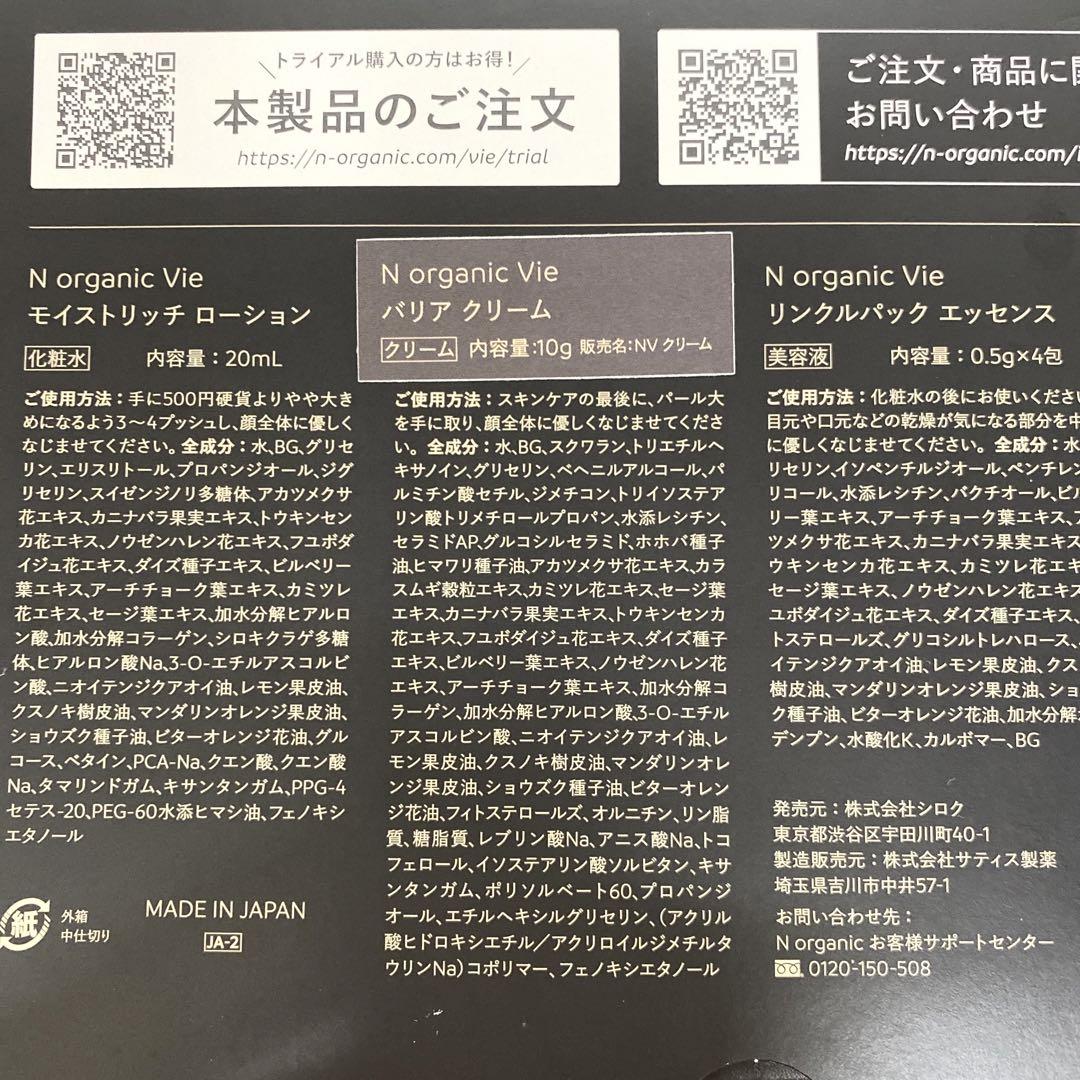 ＼トライアル購入の方はお得！／
本製品のご注文
https://n-organic.com/vie/trial
ご注文・商品に
お問い合わせ
https://n-organic.com/
N organic Vie
モイストリッチ ローション
化粧水 内容量：20mL
ご使用方法：手に500円硬貨よりやや大き
めになるよう3〜4プッシュし、顔全体に優しく
なじませてください。全成分：水、BG、グリセ
リン、エリスリトール、プロパンジオール、ジグ
リセリン、スイゼンジノリ多糖体、アカツメクサ
花エキス、カニナバラ果実エキス、トウキンセン
カ花エキス、ノウゼンハレン花エキス、フユボダ
イジュ花エキス、ダイズ種子エキス、ビルベリー
葉エキス、アーチチョーク葉エキス、カミツレ
花エキス、セージ葉エキス、加水分解ヒアルロ
ン酸、加水分解コラーゲン、シロキクラゲ多糖
体、ヒアルロン酸Na、3-O-エチルアスコルビ
ン酸、ニオイテンジクアオイ油、レモン果皮油、
クスノキ樹皮油、マンダリンオレンジ果皮油、
ショウズク種子油、ビターオレンジ花油、グル
コース、ベタイン、PCA-Na、クエン酸、クエン酸
Na、タマリンドガム、キサンタンガム、PPG-4
セテス-20、PEG-60水添ヒマシ油、フェノキシ
エタノール
紙
外箱
中仕切り
MADE IN JAPAN
JA-2
N organic Vie
バリア クリーム
クリーム 内容量:10g 販売名:NV クリーム
ご使用方法：スキンケアの最後に、パール大
を手に取り、顔全体に優しくなじませてくださ
い。全成分：水、BG、スクワラン、トリエチルヘ
キサノイン、グリセリン、ベヘニルアルコール、パ
ルミチン酸セチル、ジメチコン、トリイソステア
リン酸トリメチロールプロパン、水添レシチン、
セラミドAP、グルコシルセラミド、ホホバ種子
油、ヒマワリ種子油、アカツメクサ花エキス、カラ
スムギ穀粒エキス、カミツレ花エキス、セージ葉
エキス、カニナバラ果実エキス、トウキンセンカ
花エキス、フユボダイジュ花エキス、ダイズ種子
エキス、ビルベリー葉エキス、ノウゼンハレン花
エキス、アーチチョーク葉エキス、加水分解コ
ラーゲン、加水分解ヒアルロン酸、3-O-エチル
アスコルビン酸、ニオイテンジクアオイ油、レ
モン果皮油、クスノキ樹皮油、マンダリンオレ
ンジ果皮油、ショウズク種子油、ビターオレン
ジ花油、フィトステロールズ、オルニチン、リン脂
質、糖脂質、レブリン酸Na、アニス酸Na、トコ
フェロール、イソステアリン酸ソルビタン、キサ
ンタンガム、ポリソルベート60、プロパンジ
オール、エチルヘキシルグリセリン、（アクリル
酸ヒドロキシエチル／アクリロイルジメチルタ
ウリンNa）コポリマー、フェノキシエタノール
N organic Vie
リンクルパック エッセンス
美容液 内容量：0.5g×4包
ご使用方法：化粧水の後にお使いくださ
目元や口元などの乾燥が気になる部分を中
に優しくなじませてください。全成分：水
リセリン、イソペンチルジオール、ペンチレン
リコール、水添レシチン、バクチオール、ビル
リー葉エキス、アーチチョーク葉エキス、
ツメクサ花エキス、カニナバラ果実エキス、
ウキンセンカ花エキス、カミツレ花エキ
セージ葉エキス、ノウゼンハレン花エキス
ユボダイジュ花エキス、ダイズ種子エキス、
トステロールズ、グリコシルトレハロース、
イテンジクアオイ油、レモン果皮油、クス
樹皮油、マンダリンオレンジ果皮油、ショ
ク種子油、ビターオレンジ花油、加水分解
デンプン、水酸化K、カルボマー、BG
発売元：株式会社シロク
東京都渋谷区宇田川町40-1
製造販売元：株式会社サティス製薬
埼玉県吉川市中井57-1
お問い合わせ先：
N organic お客様サポートセンター
0120-150-508